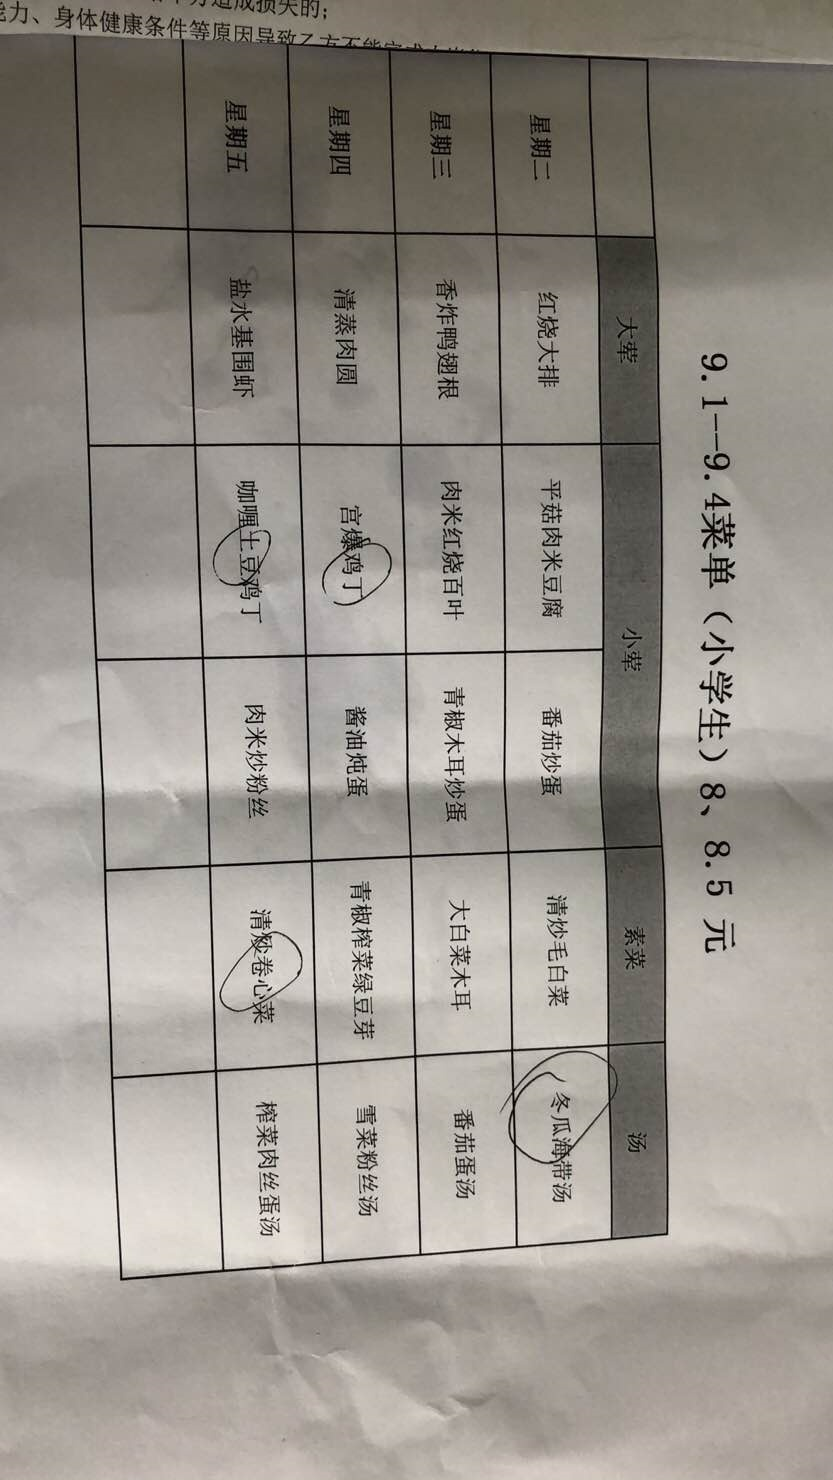 造成损失的；
能力、身体健康条件等原因导致乙方不能完成
9.1--9.4菜单（小学生）8、8.5 元
大荤 小荤 素菜 汤
星期二 红烧大排 平菇肉米豆腐 番茄炒蛋 清炒毛白菜 冬瓜海带汤
星期三 香炸鸭翅根 肉米红烧百叶 青椒木耳炒蛋 大白菜木耳 番茄蛋汤
星期四 清蒸肉圆 宫爆鸡丁 酱油炖蛋 青椒榨菜绿豆芽 雪菜粉丝汤
星期五 盐水基围虾 咖喱土豆鸡丁 肉米炒粉丝 清炒卷心菜 榨菜肉丝蛋汤